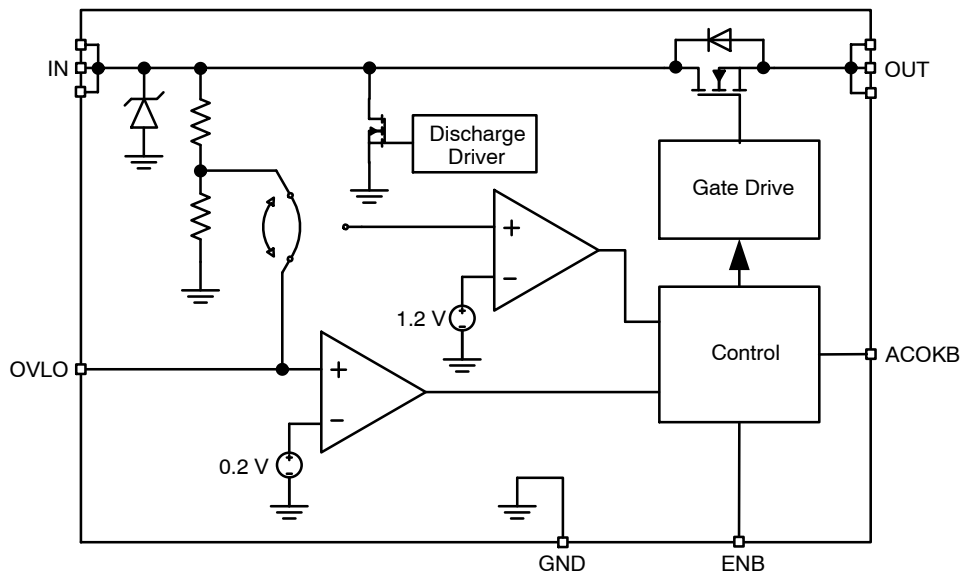 IN
OUT
Discharge
Driver
Gate Drive
+
−
1.2 V
+
−
Control
OVLO
ACOKB
+
−
0.2 V
+
−
GND
ENB